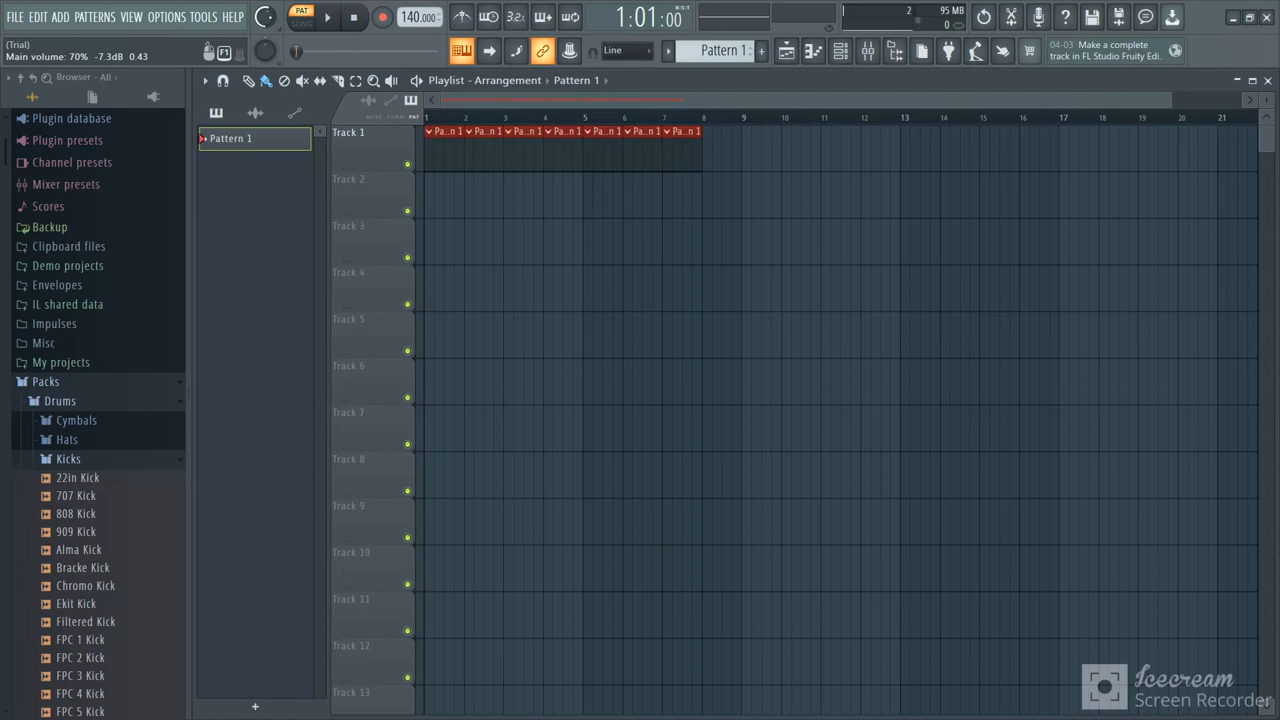 FILE EDIT ADD PATTERNS VIEW OPTIONS TOOLS HELP
PAT
SONG
140.000
3.2.
1:01:00
B:S:T
2
95 MB
0
(Trial)
Main volume: 70% -7.3dB 0.43
F1
Line
Pattern 1
04-03 Make a complete
track in FL Studio Fruity Edi..
Browser - All
Playlist - Arrangement
Pattern 1
NOTE CHAN PAT
Plugin database
Plugin presets
Channel presets
Mixer presets
Scores
Backup
Clipboard files
Demo projects
Envelopes
IL shared data
Impulses
Misc
My projects
Packs
Drums
Cymbals
Hats
Kicks
22in Kick
707 Kick
808 Kick
909 Kick
Alma Kick
Bracke Kick
Chromo Kick
Ekit Kick
Filtered Kick
FPC 1 Kick
FPC 2 Kick
FPC 3 Kick
FPC 4 Kick
FPC 5 Kick
Pattern 1
1 2 3 4 5 6 7 8 9 10 11 12 13 14 15 16 17 18 19 20 21
Track 1
Pa..n 1 Pa..n 1 Pa..n 1 Pa..n 1 Pa..n 1 Pa..n 1 Pa..n 1
Track 2
Track 3
Track 4
Track 5
Track 6
Track 7
Track 8
Track 9
Track 10
Track 11
Track 12
Track 13
Icecream
Screen Recorder